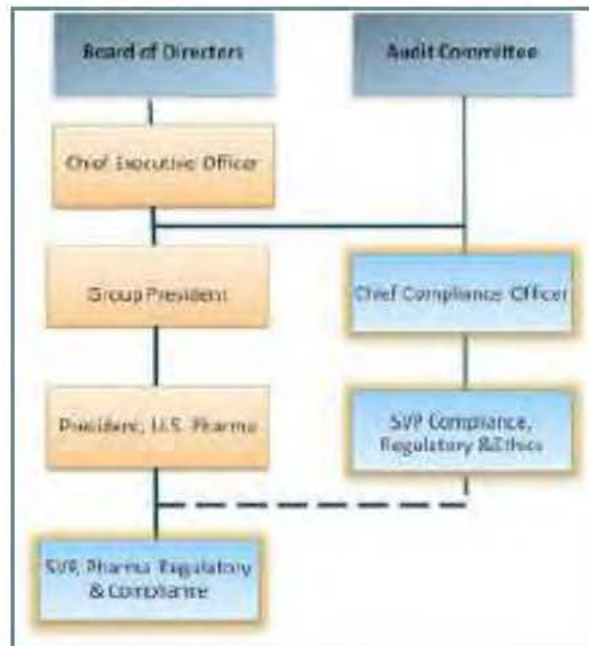 Board of Directors
Audit Committee
Chief Executive Officer
Group President
Chief Compliance Officer
President, U.S. Pharma
SVP Compliance,
Regulatory & Ethics
SVP, Pharma Regulatory
& Compliance